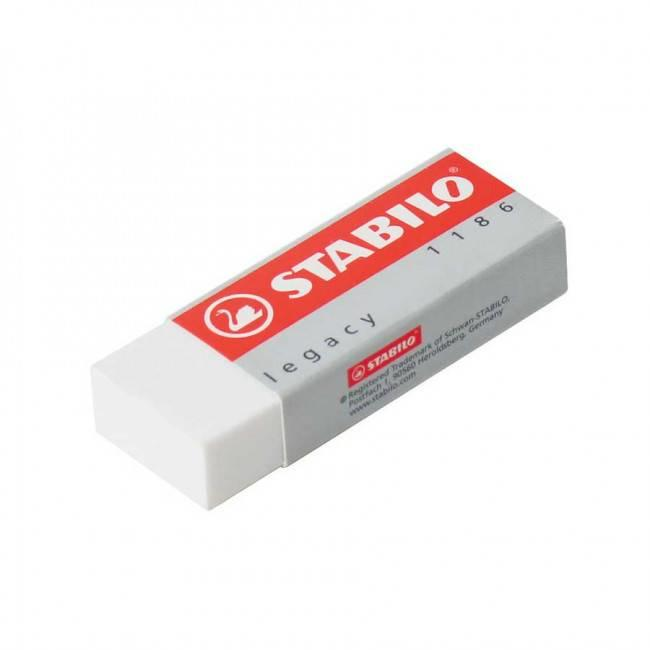 STABILO®
legacy 1186
STABILO
® Registered Trademark of Schwan-STABILO,
Postfach 1, 90560 Heroldsberg, Germany
www.stabilo.com